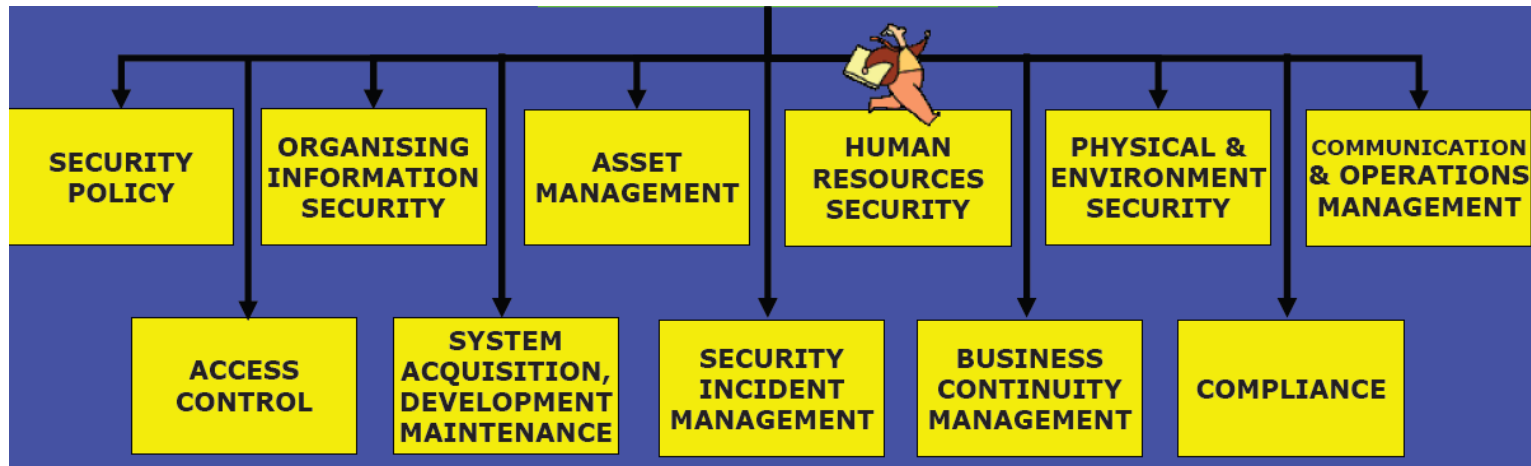 SECURITY
POLICY
ORGANISING
INFORMATION
SECURITY
ASSET
MANAGEMENT
HUMAN
RESOURCES
SECURITY
PHYSICAL &
ENVIRONMENT
SECURITY
COMMUNICATION
& OPERATIONS
MANAGEMENT
ACCESS
CONTROL
SYSTEM
ACQUISITION,
DEVELOPMENT
MAINTENANCE
SECURITY
INCIDENT
MANAGEMENT
BUSINESS
CONTINUITY
MANAGEMENT
COMPLIANCE